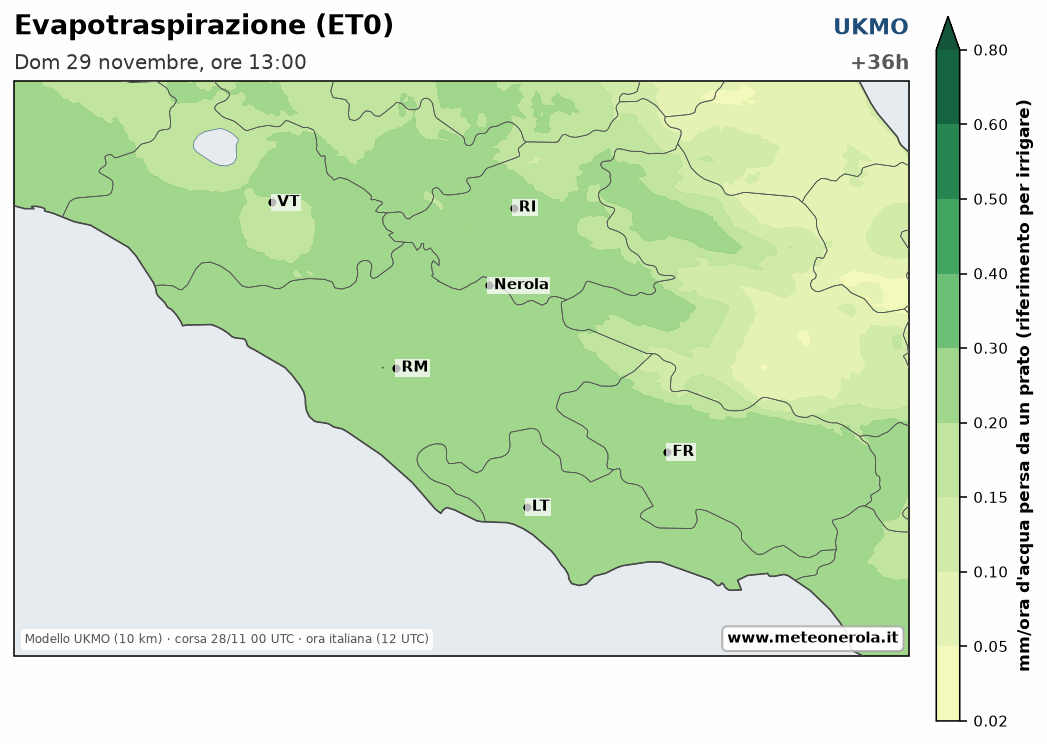 Evapotraspirazione (ET0)
UKMO
Dom 29 novembre, ore 13:00
+36h
0.80
0.60
0.50
0.40
0.30
0.20
0.15
0.10
0.05
0.02
mm/ora d'acqua persa da un prato (riferimento per irrigare)
VT
RI
Nerola
RM
FR
LT
Modello UKMO (10 km) · corsa 28/11 00 UTC · ora italiana (12 UTC)
www.meteonerola.it